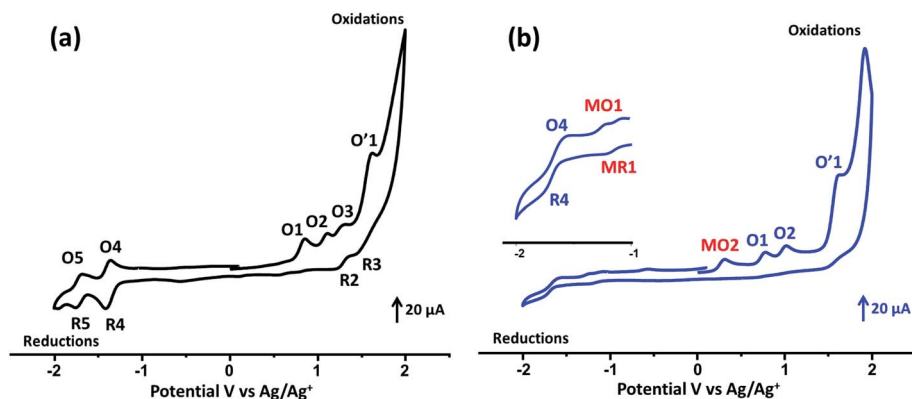 (a)
Oxidations
O'1
O1 O2 O3
O5 O4
R2 R3
R5 R4
20 µA
Reductions
-2 -1 0 1 2
Potential V vs Ag/Ag⁺
(b)
Oxidations
MO1
O4
MR1
R4
-2 -1
O'1
MO2 O1 O2
20 µA
Reductions
-2 -1 0 1 2
Potential V vs Ag/Ag⁺